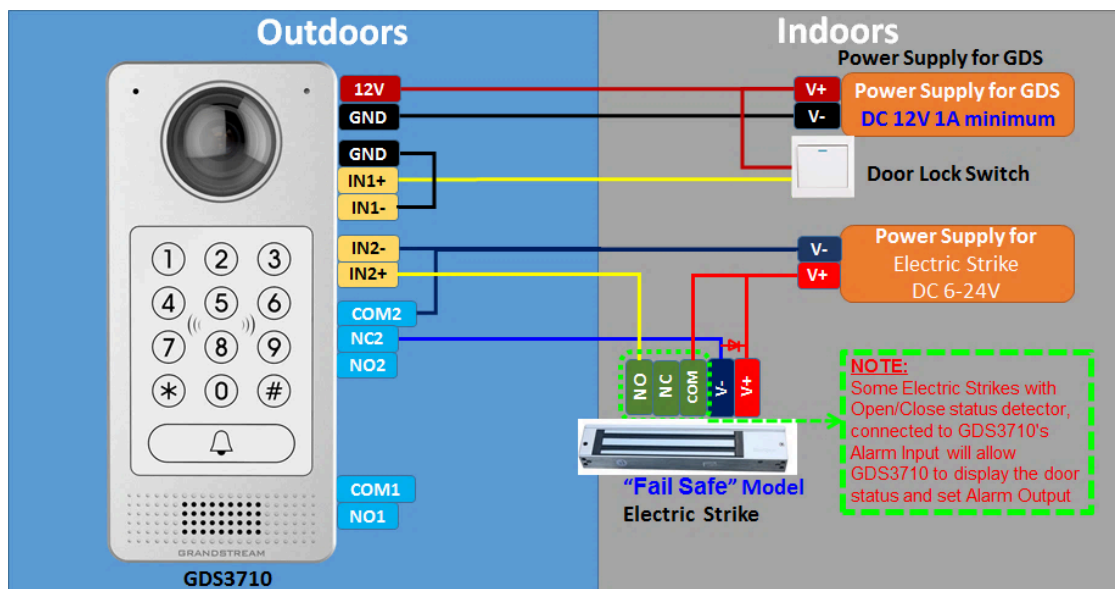 Outdoors
Indoors
Power Supply for GDS
12V
GND
GND
IN1+
IN1-
IN2-
IN2+
COM2
NC2
NO2
COM1
NO1
1 2 3
4 5 6
7 8 9
* 0 #
GRANDSTREAM
GDS3710
V+
V-
Power Supply for GDS
DC 12V 1A minimum
Door Lock Switch
V-
V+
Power Supply for
Electric Strike
DC 6-24V
NO
NC
COM
V-
V+
"Fail Safe" Model
Electric Strike
NOTE:
Some Electric Strikes with
Open/Close status detector,
connected to GDS3710's
Alarm Input will allow
GDS3710 to display the door
status and set Alarm Output